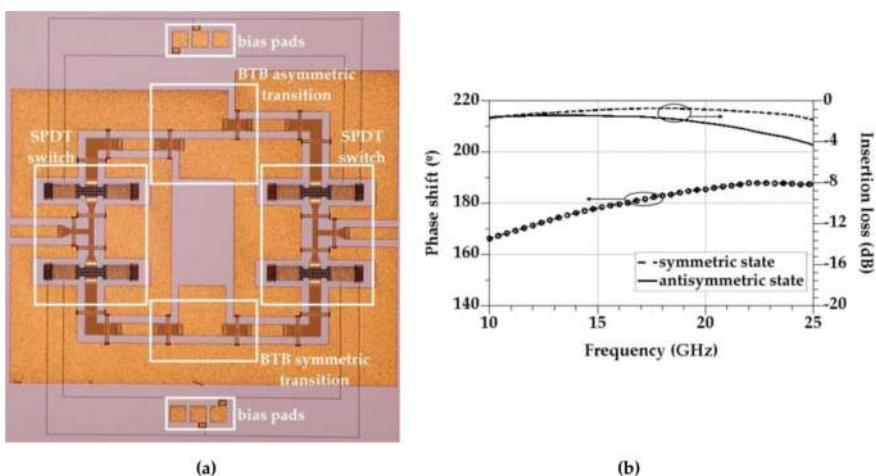 bias pads
BTB asymmetric
transition
SPDT
switch
SPDT
switch
BTB symmetric
transition
bias pads
(a)
220
200
180
160
140
Phase shift (º)
0
-4
-8
-12
-16
-20
Insertion loss (dB)
symmetric state
antisymmetric state
10
15
20
25
Frequency (GHz)
(b)